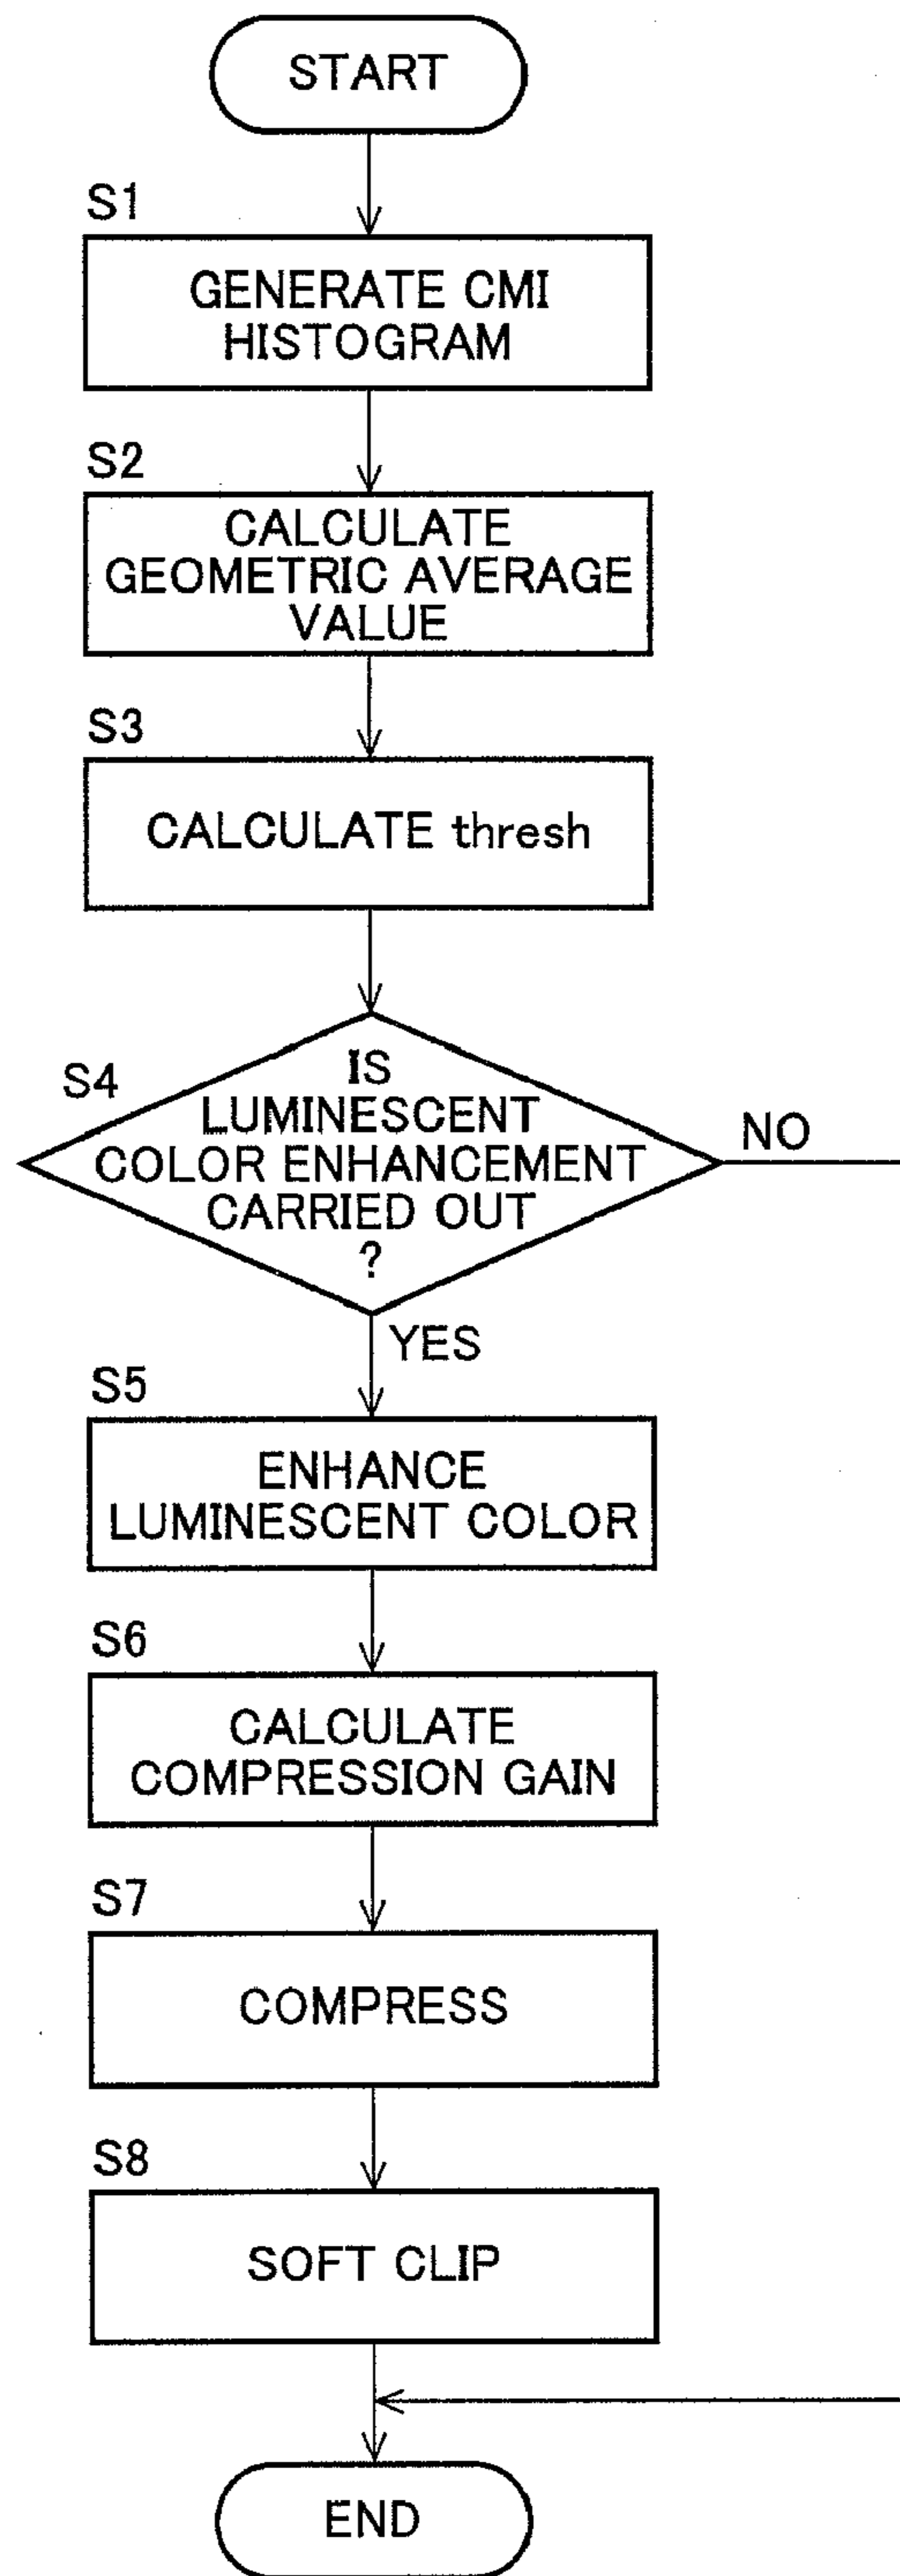 START
S1
GENERATE CMI
HISTOGRAM
S2
CALCULATE
GEOMETRIC AVERAGE
VALUE
S3
CALCULATE thresh
S4
IS
LUMINESCENT
COLOR ENHANCEMENT
CARRIED OUT
?
NO
YES
S5
ENHANCE
LUMINESCENT COLOR
S6
CALCULATE
COMPRESSION GAIN
S7
COMPRESS
S8
SOFT CLIP
END